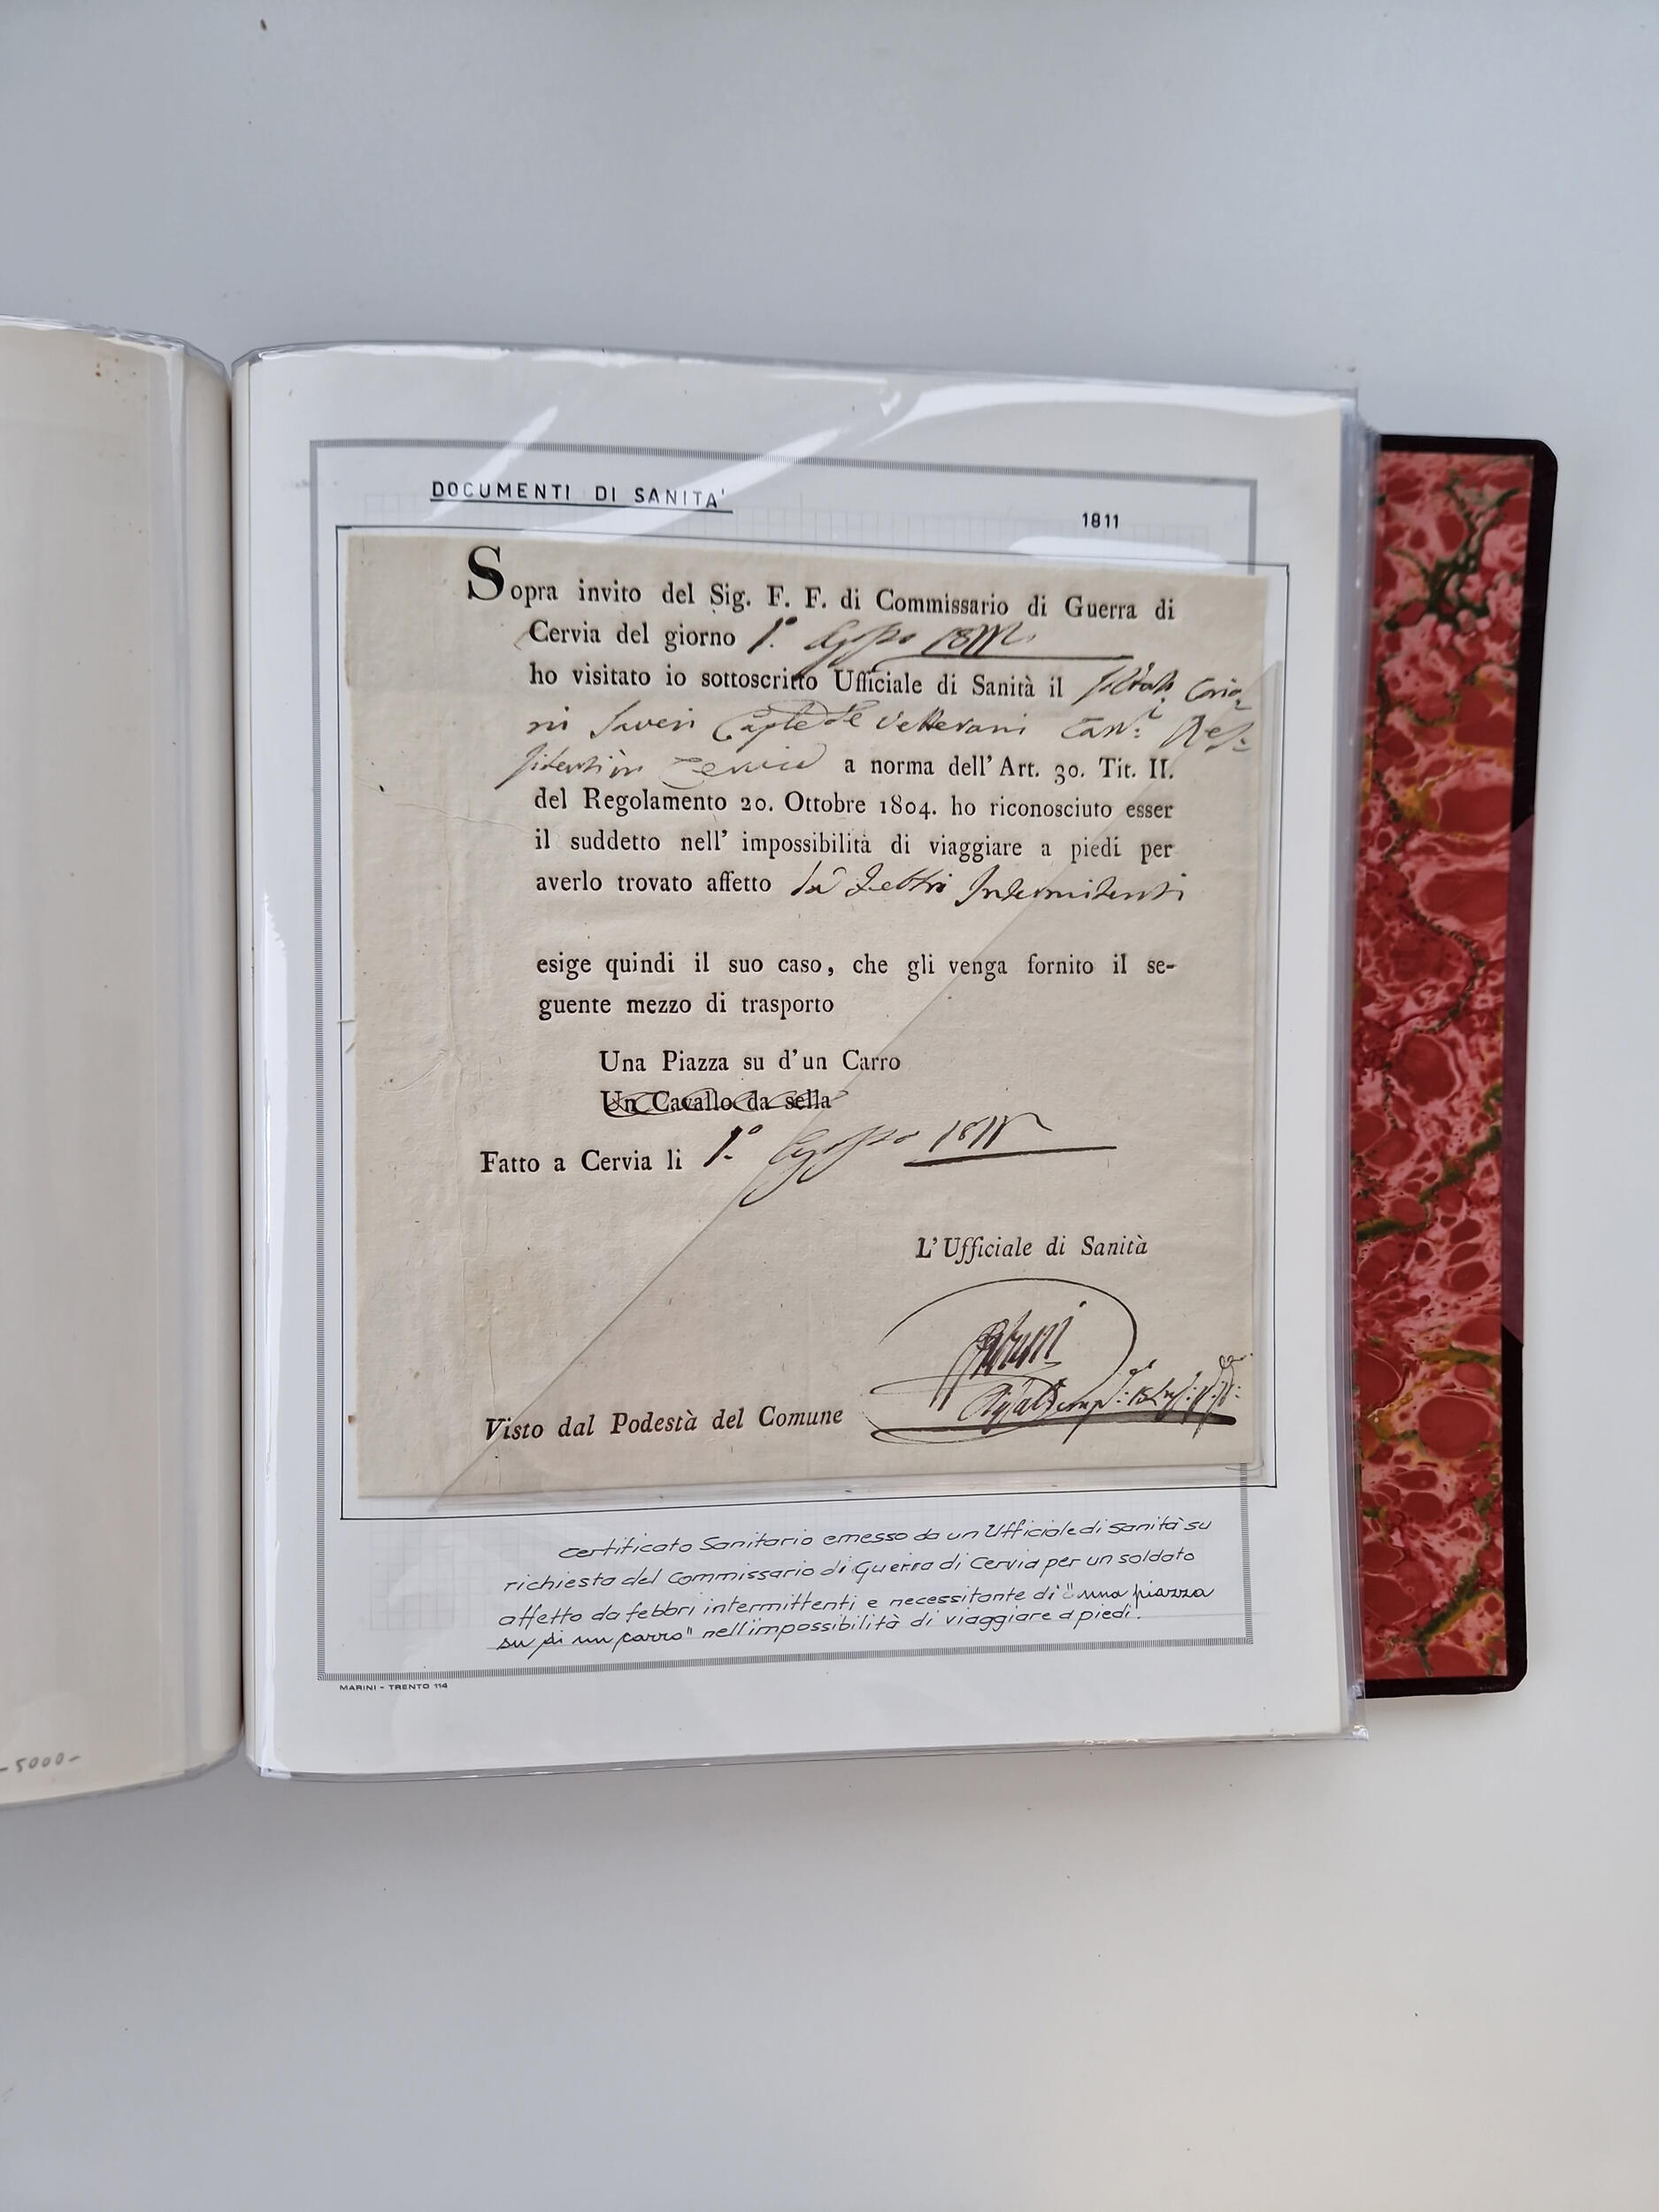 DOCUMENTI DI SANITA'
1811
Sopra invito del Sig. F. F. di Commissario di Guerra di
Cervia del giorno 1.º Agosto 1811
ho visitato io sottoscritto Ufficiale di Sanità il
Veterani
Cervia a norma dell' Art. 30. Tit. II.
del Regolamento 20. Ottobre 1804. ho riconosciuto esser
il suddetto nell' impossibilità di viaggiare a piedi per
averlo trovato affetto da Febbri Intermitenti
esige quindi il suo caso, che gli venga fornito il se-
guente mezzo di trasporto
Una Piazza su d'un Carro
Un Cavallo da sella
Fatto a Cervia li 1.º Agosto 1811
L'Ufficiale di Sanità
Visto dal Podestà del Comune
certificato Sanitario emesso da un Ufficiale di sanità su
richiesta del Commissario di Guerra di Cervia per un soldato
affetto da febbri intermittenti e necessitante di "una piazza
su di un carro" nell'impossibilità di viaggiare a piedi.
MARINI - TRENTO 114
-5000-